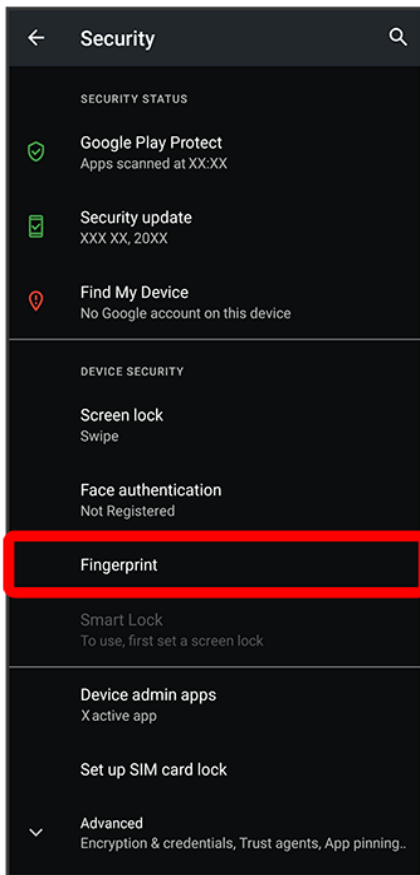 Security
SECURITY STATUS
Google Play Protect
Apps scanned at XX:XX
Security update
XXX XX, 20XX
Find My Device
No Google account on this device
DEVICE SECURITY
Screen lock
Swipe
Face authentication
Not Registered
Fingerprint
Smart Lock
To use, first set a screen lock
Device admin apps
X active app
Set up SIM card lock
Advanced
Encryption & credentials, Trust agents, App pinning..